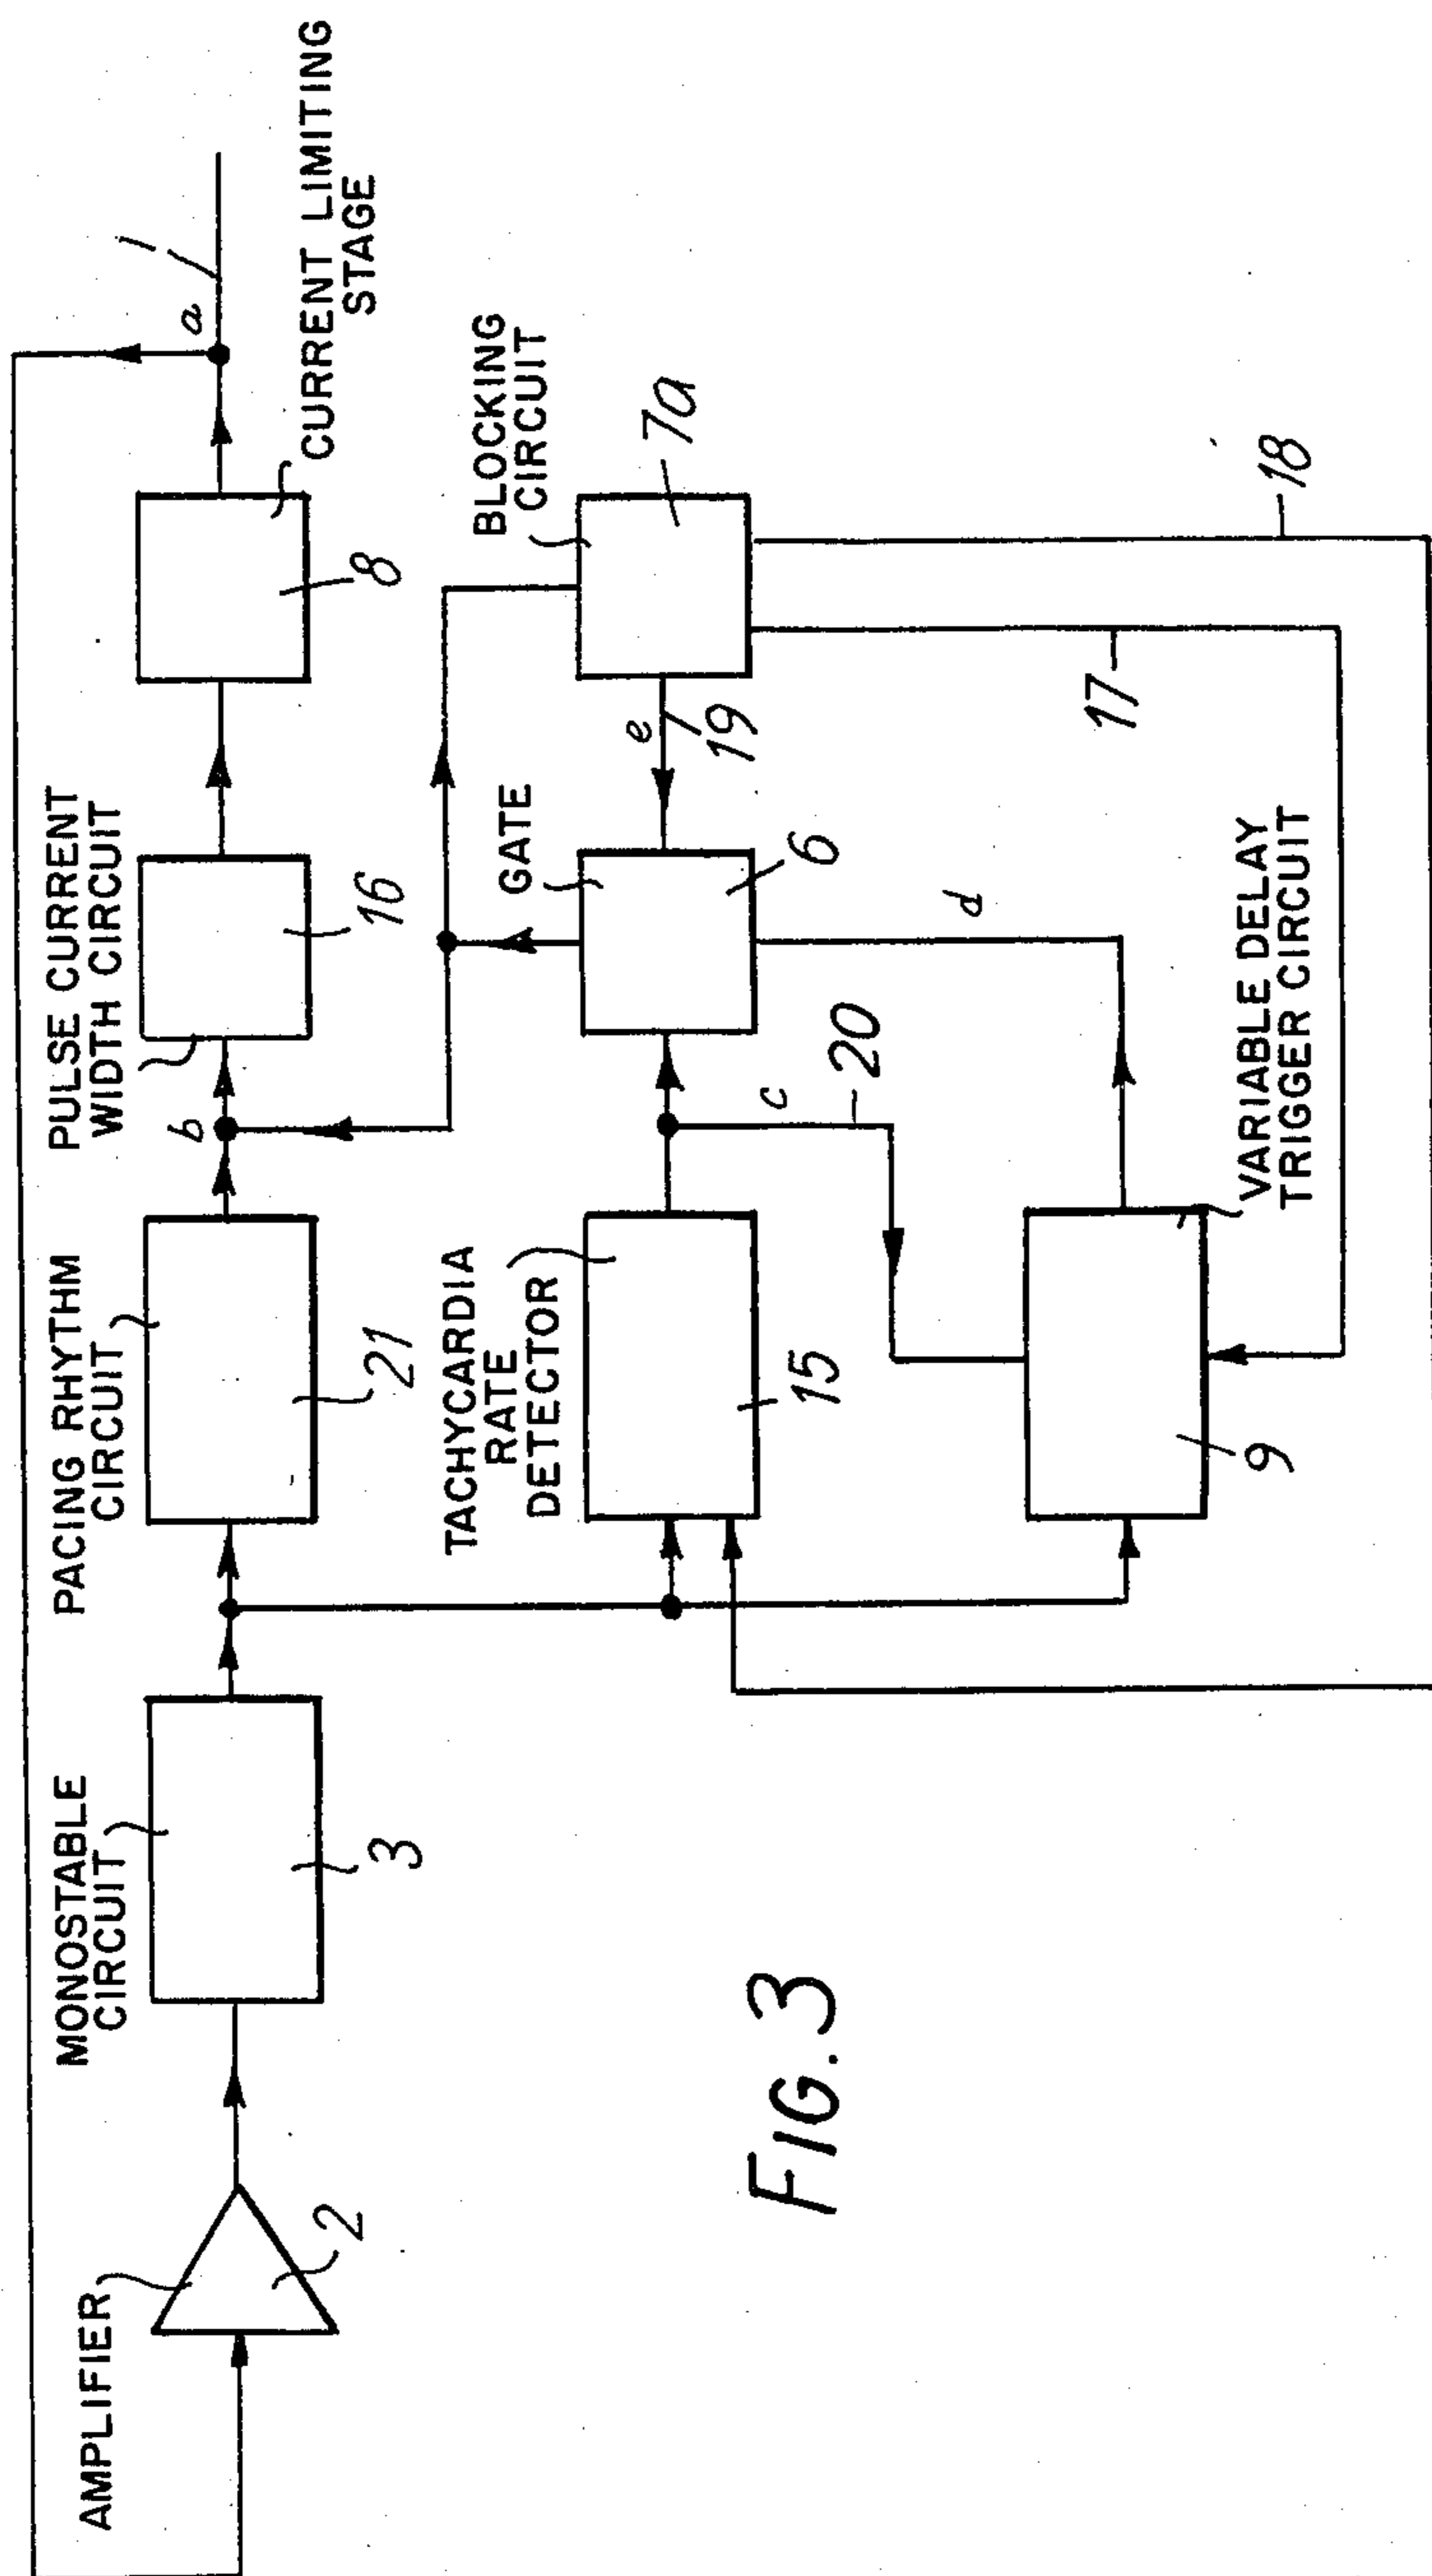 AMPLIFIER
2
MONOSTABLE
CIRCUIT
3
PACING RHYTHM
CIRCUIT
21
PULSE CURRENT
WIDTH CIRCUIT
16
b
8
CURRENT LIMITING
STAGE
a
1
TACHYCARDIA
RATE
DETECTOR
15
c
20
GATE
6
d
e
19
BLOCKING
CIRCUIT
7a
17
18
VARIABLE DELAY
TRIGGER CIRCUIT
9
FIG. 3